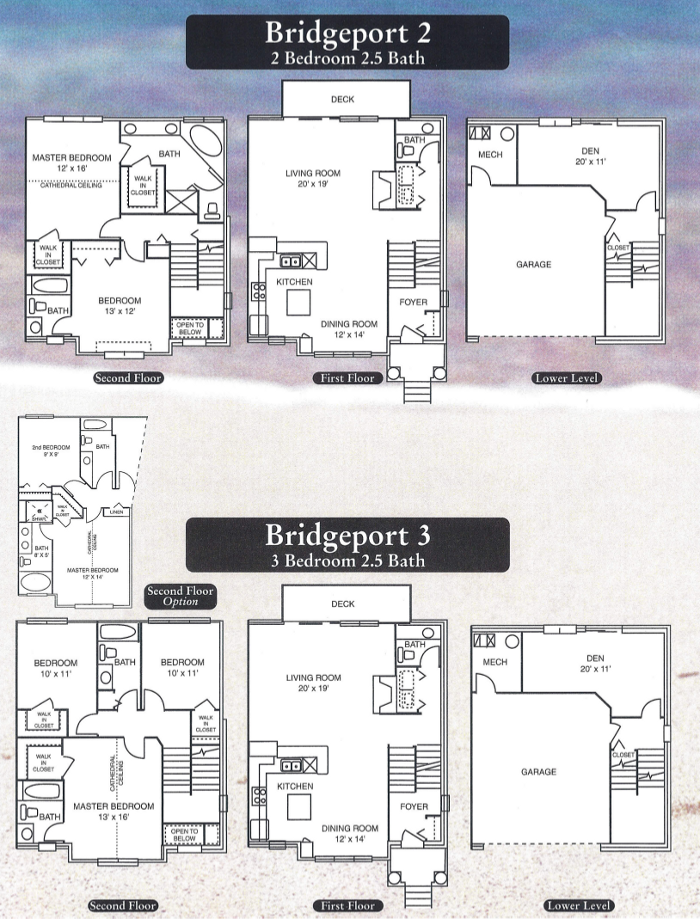 Bridgeport 2
2 Bedroom 2.5 Bath
MASTER BEDROOM
12' x 16'
CATHEDRAL CEILING
BATH
WALK
IN
CLOSET
WALK
IN
CLOSET
BATH
BEDROOM
13' x 12'
OPEN TO
BELOW
Second Floor
DECK
LIVING ROOM
20' x 19'
BATH
KITCHEN
FOYER
DINING ROOM
12' x 14'
First Floor
MECH
DEN
20' x 11'
CLOSET
GARAGE
Lower Level
2nd BEDROOM
9' X 9'
BATH
WALK
IN
CLOSET
LINEN
BATH
8' X 5'
CATHEDRAL
CEILING
MASTER BEDROOM
12' X 14'
Second Floor
Option
Bridgeport 3
3 Bedroom 2.5 Bath
BEDROOM
10' x 11'
BATH
BEDROOM
10' x 11'
WALK
IN
CLOSET
WALK
IN
CLOSET
WALK
IN
CLOSET
CATHEDRAL
CEILING
MASTER BEDROOM
13' x 16'
BATH
OPEN TO
BELOW
Second Floor
DECK
LIVING ROOM
20' x 19'
BATH
KITCHEN
FOYER
DINING ROOM
12' x 14'
First Floor
MECH
DEN
20' x 11'
CLOSET
GARAGE
Lower Level